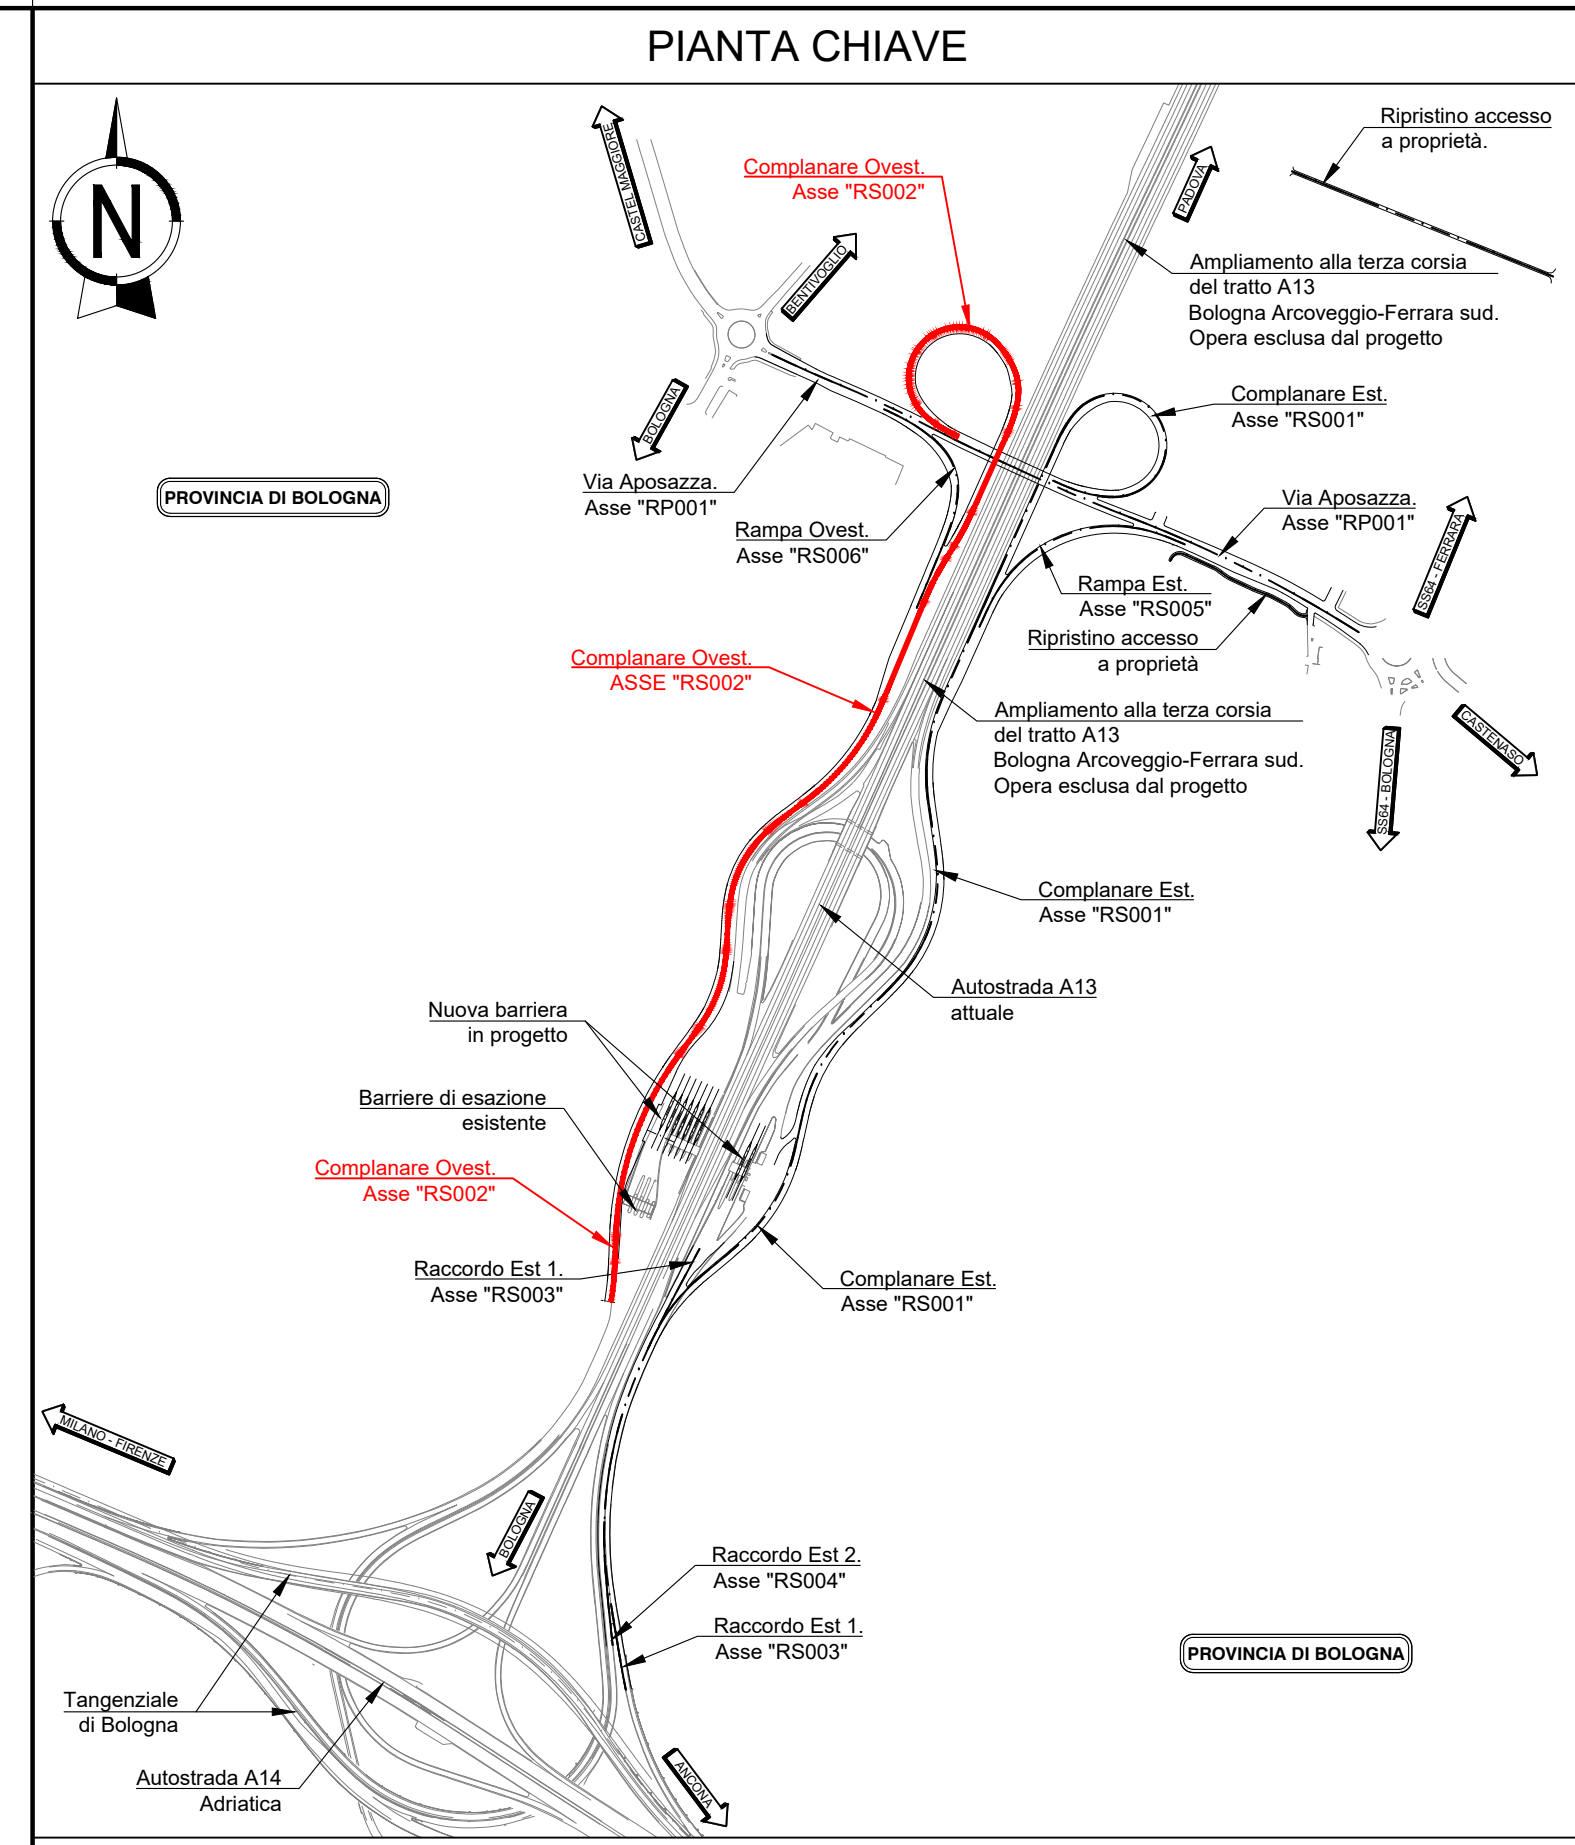 PIANTA CHIAVE
N
CASTEL MAGGIORE
Complanare Ovest.
Asse "RS002"
PADOVA
Ripristino accesso
a proprietà.
BENTIVOGLIO
Ampliamento alla terza corsia
del tratto A13
Bologna Arcoveggio-Ferrara sud.
Opera esclusa dal progetto
BOLOGNA
Complanare Est.
Asse "RS001"
PROVINCIA DI BOLOGNA
Via Aposazza.
Asse "RP001"
Via Aposazza.
Asse "RP001"
Rampa Ovest.
Asse "RS006"
SS64 - FERRARA
Rampa Est.
Asse "RS005"
Ripristino accesso
a proprietà
Complanare Ovest.
ASSE "RS002"
Ampliamento alla terza corsia
del tratto A13
Bologna Arcoveggio-Ferrara sud.
Opera esclusa dal progetto
CASTENASO
SS64 - BOLOGNA
Complanare Est.
Asse "RS001"
Autostrada A13
attuale
Nuova barriera
in progetto
Barriere di esazione
esistente
Complanare Ovest.
Asse "RS002"
Raccordo Est 1.
Asse "RS003"
Complanare Est.
Asse "RS001"
MILANO - FIRENZE
BOLOGNA
Raccordo Est 2.
Asse "RS004"
Raccordo Est 1.
Asse "RS003"
PROVINCIA DI BOLOGNA
Tangenziale
di Bologna
Autostrada A14
Adriatica
ANCONA